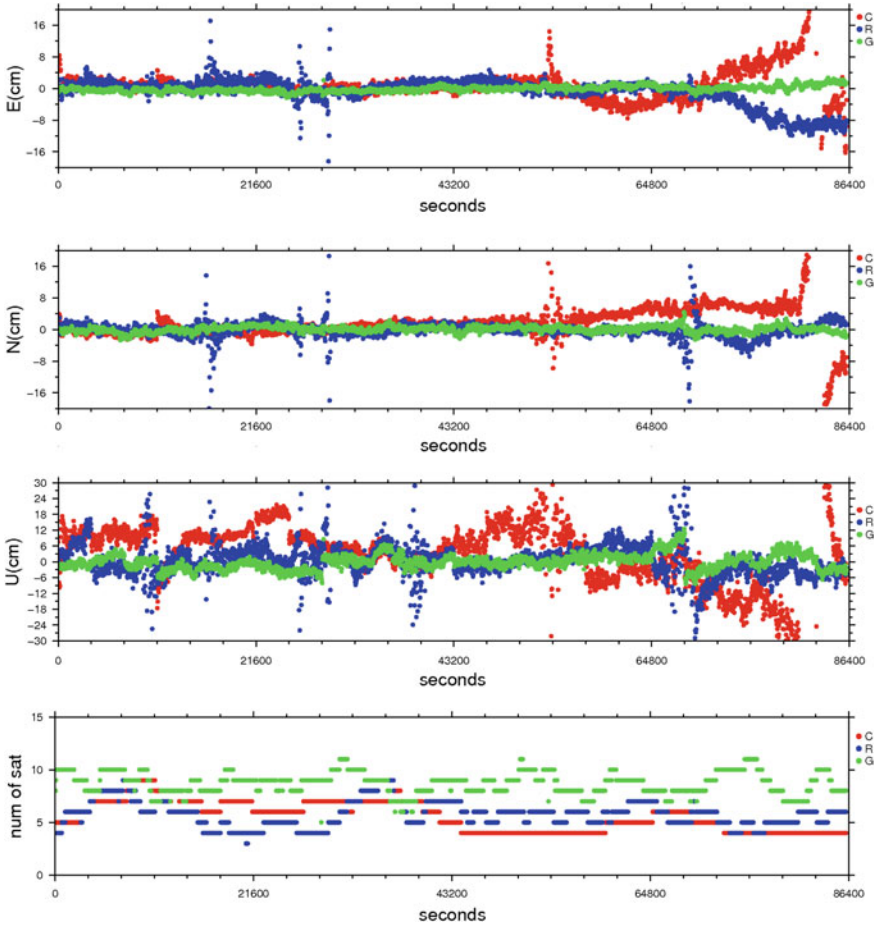 E(cm)
16
8
0
−8
−16
0 21600 43200 64800 86400
seconds
C
R
G
N(cm)
16
8
0
−8
−16
0 21600 43200 64800 86400
seconds
C
R
G
U(cm)
30
24
18
12
6
0
−6
−12
−18
−24
−30
0 21600 43200 64800 86400
seconds
C
R
G
num of sat
15
10
5
0
0 21600 43200 64800 86400
seconds
C
R
G